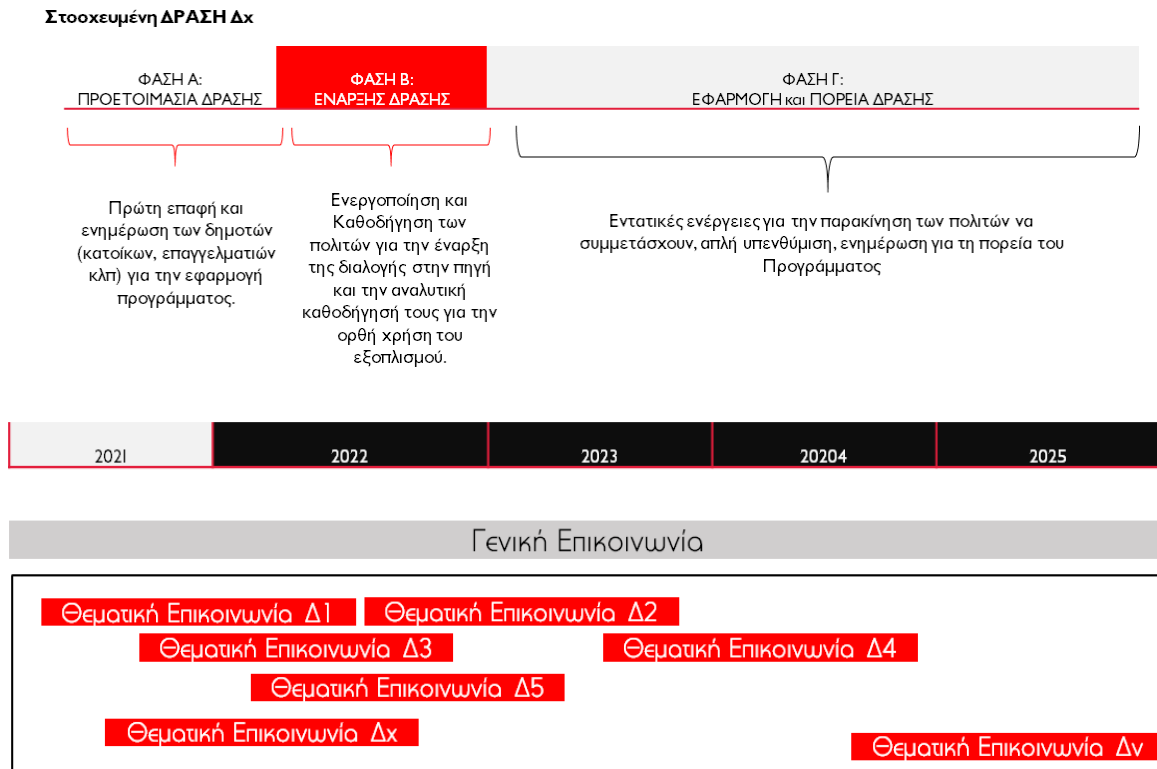 Στοοχευμένη ΔΡΑΣΗ Δx
ΦΑΣΗ Α:
ΠΡΟΕΤΟΙΜΑΣΙΑ ΔΡΑΣΗΣ
ΦΑΣΗ Β:
ΕΝΑΡΞΗΣ ΔΡΑΣΗΣ
ΦΑΣΗ Γ:
ΕΦΑΡΜΟΓΗ και ΠΟΡΕΙΑ ΔΡΑΣΗΣ
Πρώτη επαφή και
ενημέρωση των δημοτών
(κατοίκων, επαγγελματιών
κλπ) για την εφαρμογή
προγράμματος.
Ενεργοποίηση και
Καθοδήγηση των
πολιτών για την έναρξη
της διαλογής στην πηγή
και την αναλυτική
καθοδήγησή τους για την
ορθή χρήση του
εξοπλισμού.
Εντατικές ενέργειες για την παρακίνηση των πολιτών να
συμμετάσχουν, απλή υπενθύμιση, ενημέρωση για τη πορεία του
Προγράμματος
2021 2022 2023 20204 2025
Γενική Επικοινωνία
Θεματική Επικοινωνία Δ1 Θεματική Επικοινωνία Δ2
Θεματική Επικοινωνία Δ3 Θεματική Επικοινωνία Δ4
Θεματική Επικοινωνία Δ5
Θεματική Επικοινωνία Δx
Θεματική Επικοινωνία Δν